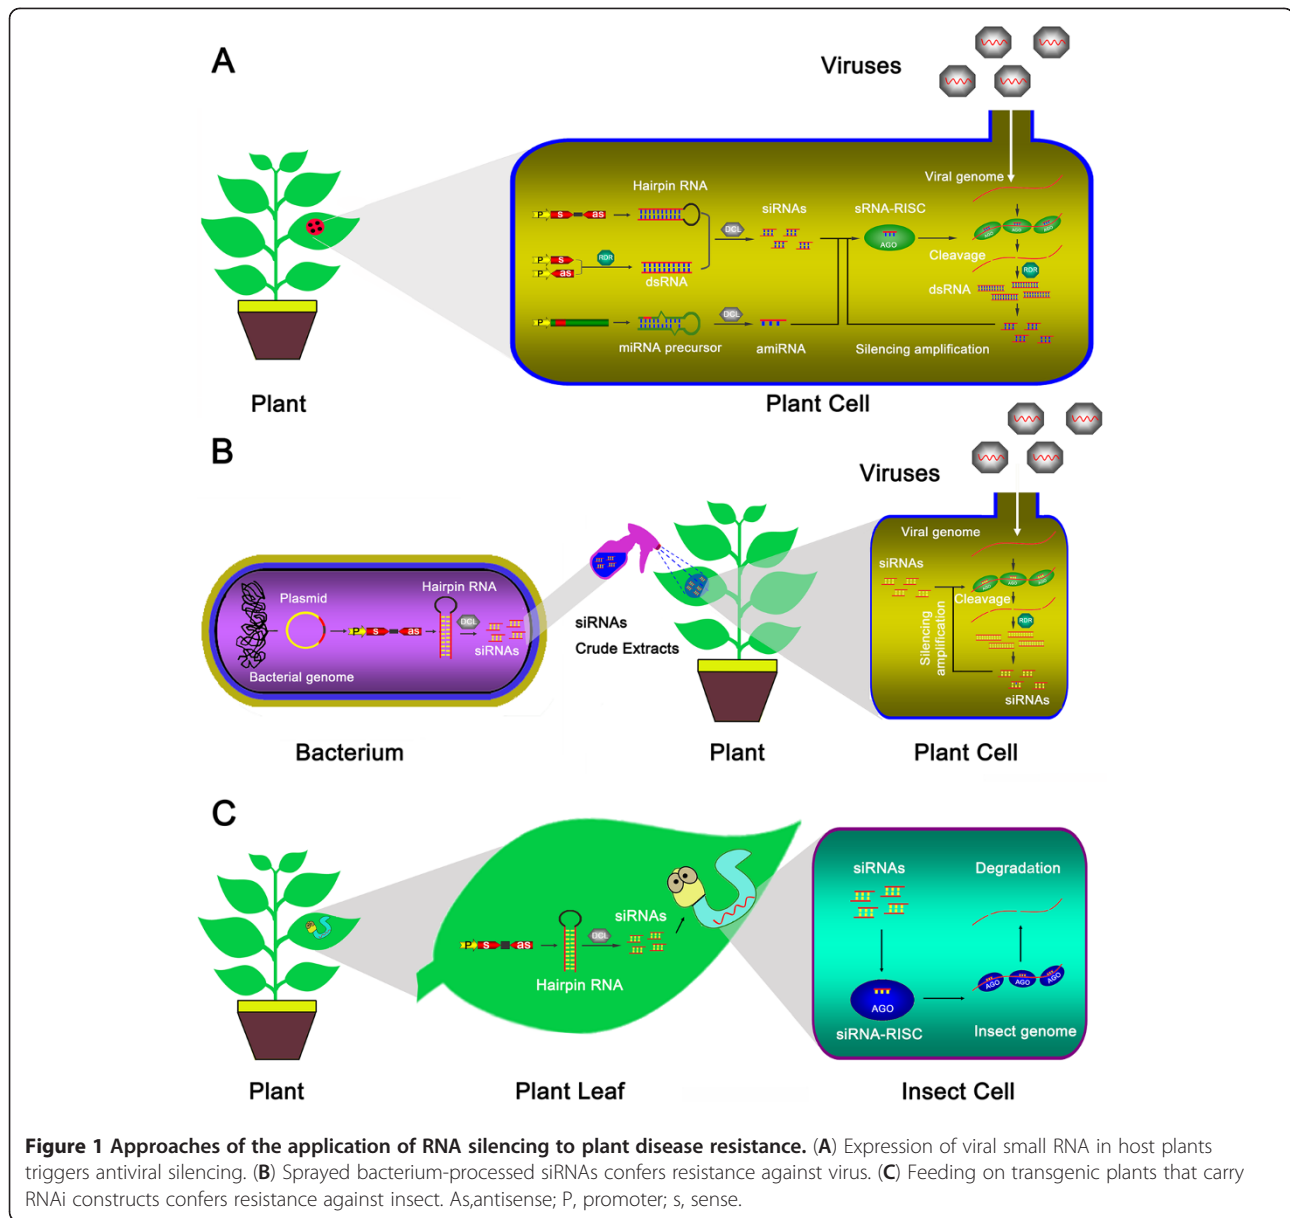 A
Viruses
Viral genome
Hairpin RNA
P s as
DCL
siRNAs
sRNA-RISC
AGO
AGO AGO AGO
Cleavage
P s
P as
RDR
dsRNA
RDR
dsRNA
P
DCL
miRNA precursor
amiRNA
Silencing amplification
Plant
Plant Cell
B
Viruses
Viral genome
siRNAs
AGO AGO AGO
Cleavage
RDR
Silencing
amplification
siRNAs
Hairpin RNA
Plasmid
P s as
DCL
siRNAs
Bacterial genome
siRNAs
Crude Extracts
Bacterium
Plant
Plant Cell
C
siRNAs
P s as
DCL
Hairpin RNA
siRNAs
Degradation
AGO
AGO AGO AGO
siRNA-RISC
Insect genome
Plant
Plant Leaf
Insect Cell
Figure 1 Approaches of the application of RNA silencing to plant disease resistance. (A) Expression of viral small RNA in host plants
triggers antiviral silencing. (B) Sprayed bacterium-processed siRNAs confers resistance against virus. (C) Feeding on transgenic plants that carry
RNAi constructs confers resistance against insect. As,antisense; P, promoter; s, sense.